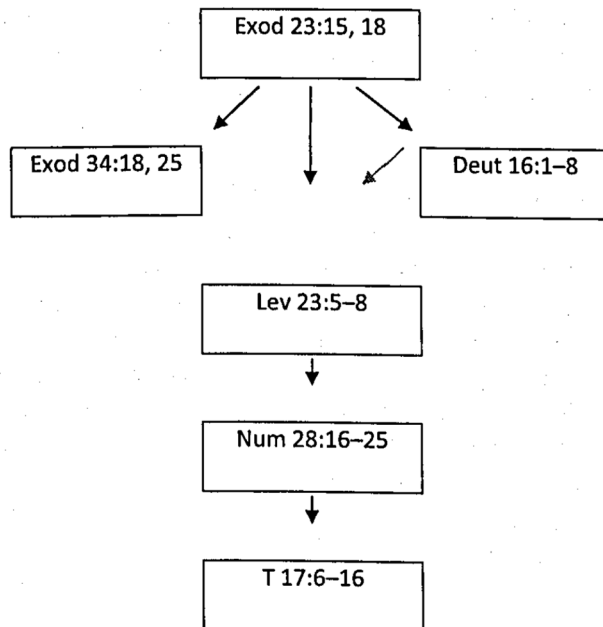 Exod 23:15, 18
Exod 34:18, 25
Deut 16:1–8
Lev 23:5–8
Num 28:16–25
T 17:6–16